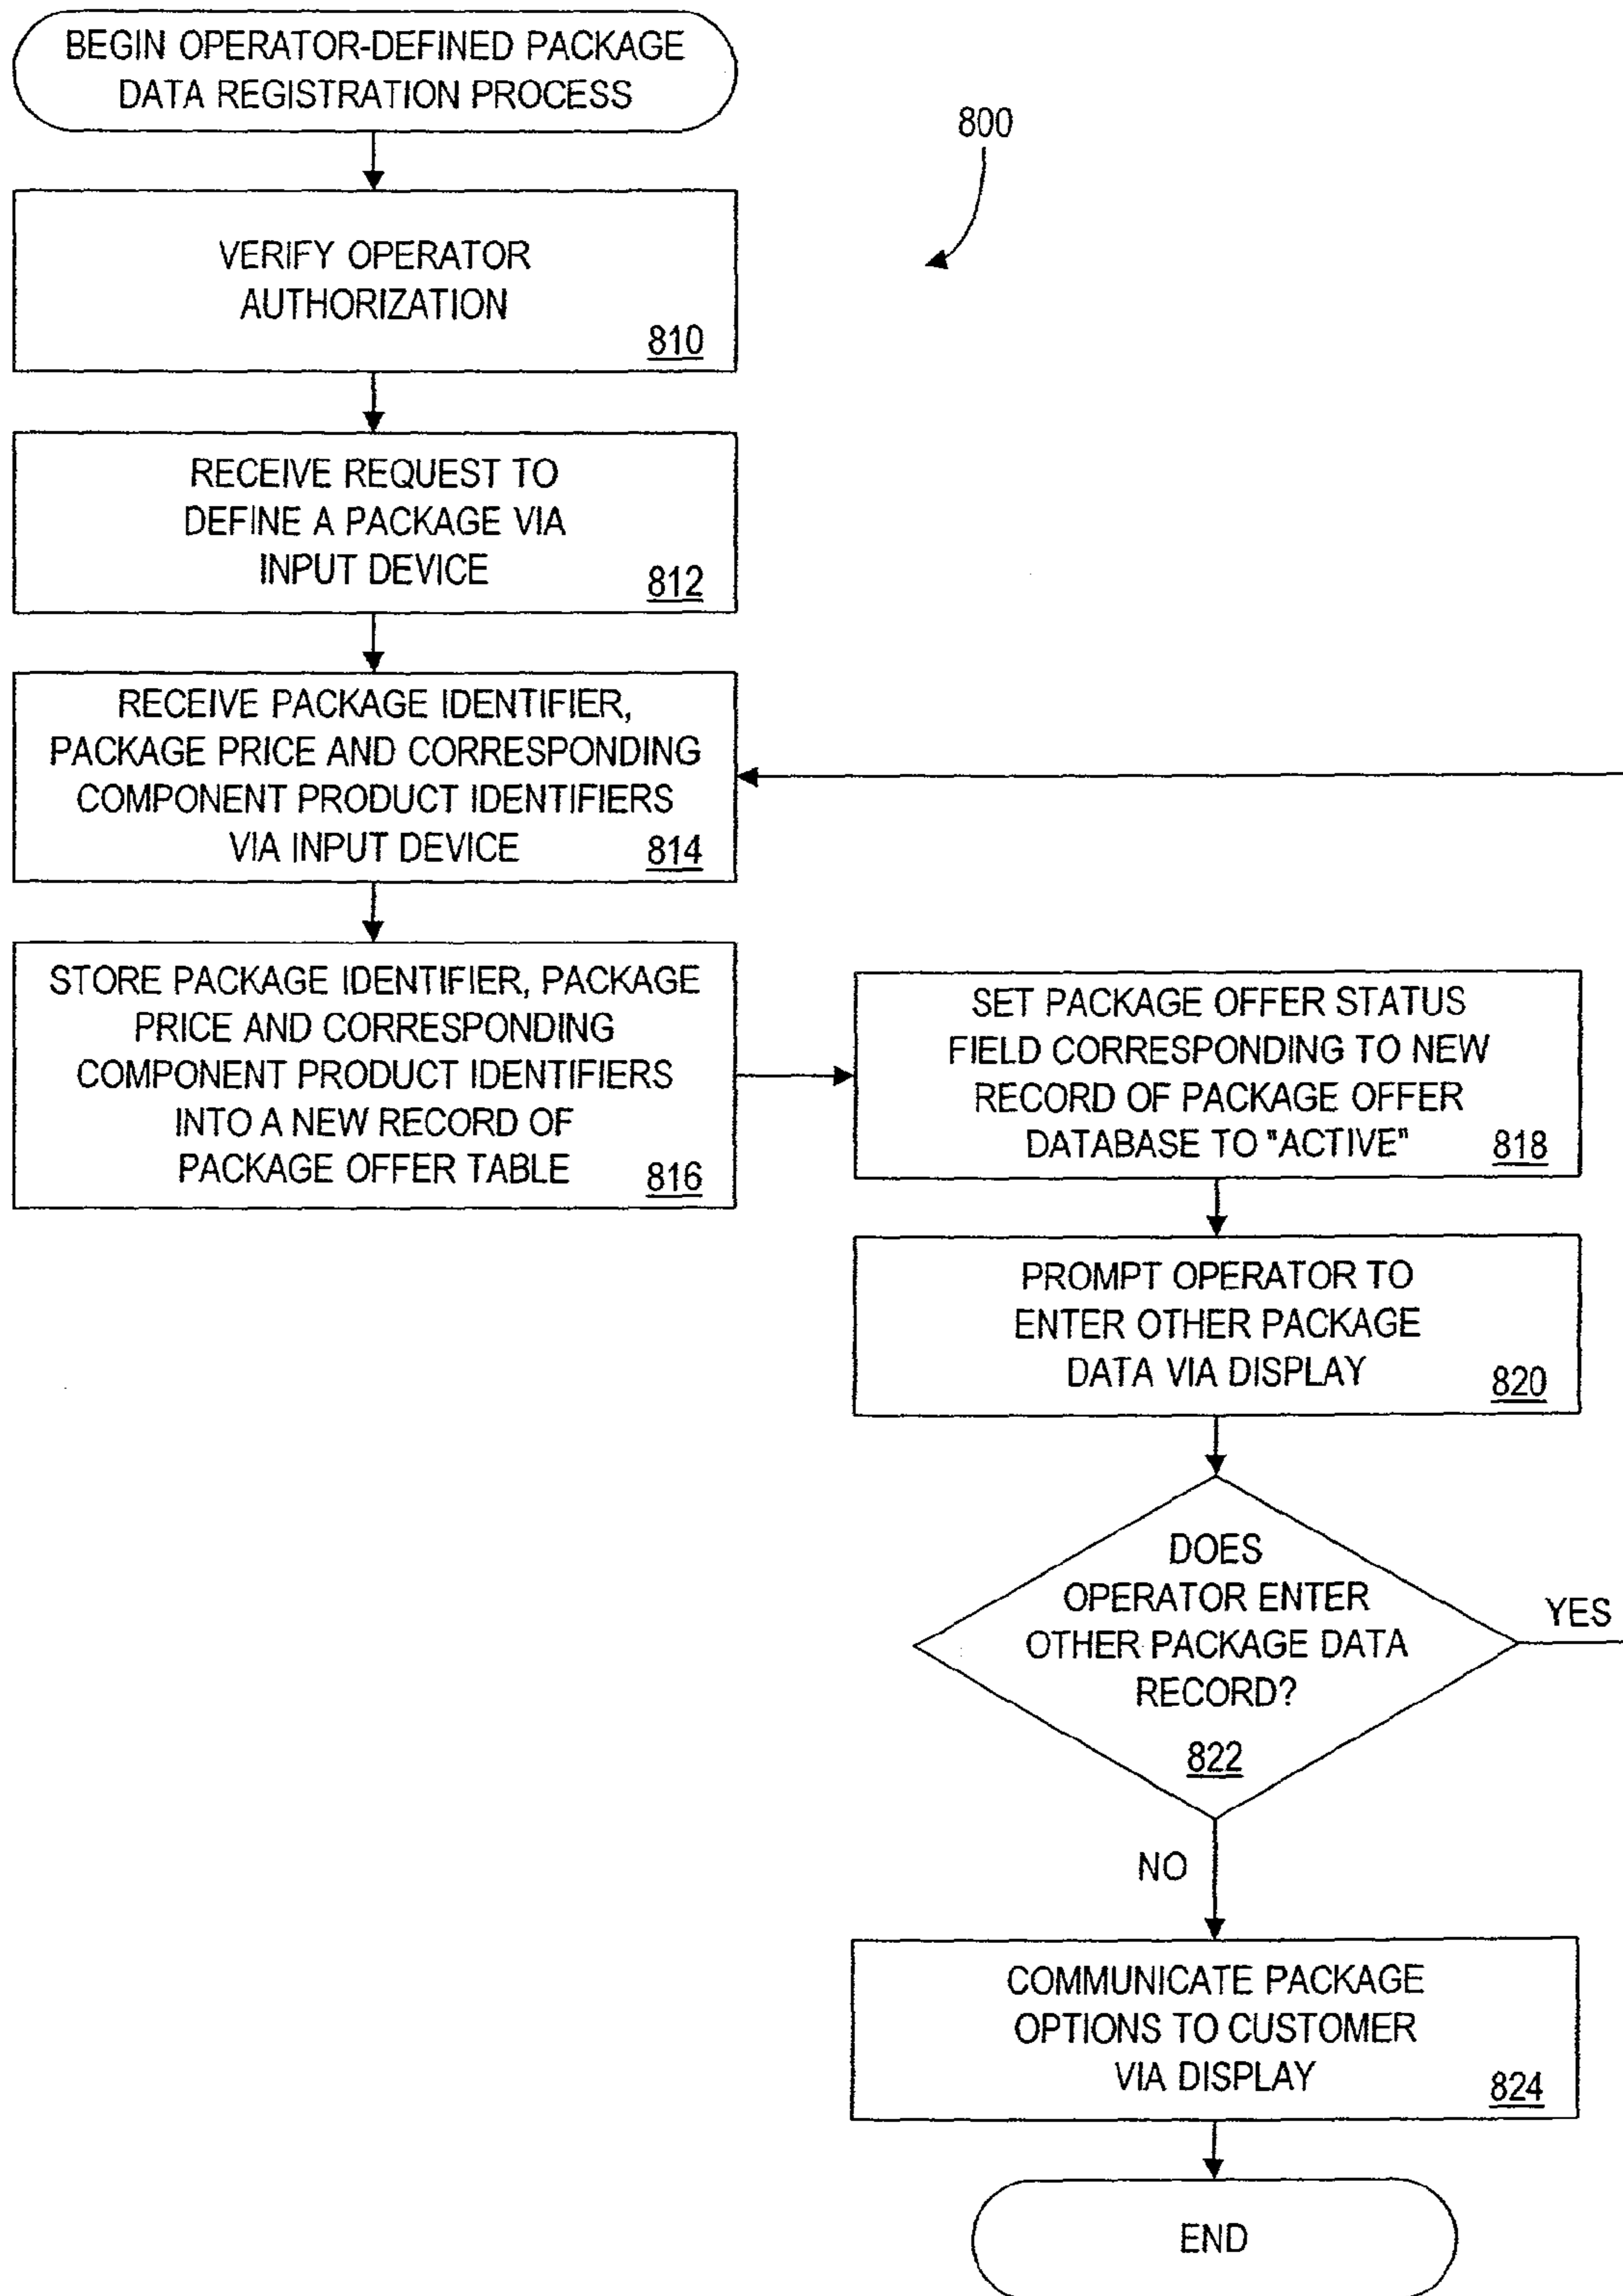 BEGIN OPERATOR-DEFINED PACKAGE
DATA REGISTRATION PROCESS
800
VERIFY OPERATOR
AUTHORIZATION
810
RECEIVE REQUEST TO
DEFINE A PACKAGE VIA
INPUT DEVICE
812
RECEIVE PACKAGE IDENTIFIER,
PACKAGE PRICE AND CORRESPONDING
COMPONENT PRODUCT IDENTIFIERS
VIA INPUT DEVICE
814
STORE PACKAGE IDENTIFIER, PACKAGE
PRICE AND CORRESPONDING
COMPONENT PRODUCT IDENTIFIERS
INTO A NEW RECORD OF
PACKAGE OFFER TABLE
816
SET PACKAGE OFFER STATUS
FIELD CORRESPONDING TO NEW
RECORD OF PACKAGE OFFER
DATABASE TO "ACTIVE"
818
PROMPT OPERATOR TO
ENTER OTHER PACKAGE
DATA VIA DISPLAY
820
DOES
OPERATOR ENTER
OTHER PACKAGE DATA
RECORD?
822
YES
NO
COMMUNICATE PACKAGE
OPTIONS TO CUSTOMER
VIA DISPLAY
824
END